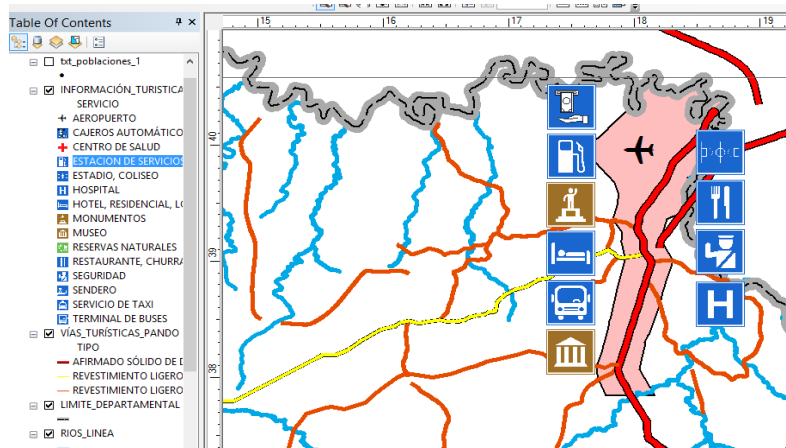 Table Of Contents
txt_poblaciones_1
INFORMACIÓN_TURISTICA
SERVICIO
AEROPUERTO
CAJEROS AUTOMÁTICO
CENTRO DE SALUD
ESTACION DE SERVICIOS
ESTADIO, COLISEO
HOSPITAL
HOTEL, RESIDENCIAL, LO
MONUMENTOS
MUSEO
RESERVAS NATURALES
RESTAURANTE, CHURRA
SEGURIDAD
SENDERO
SERVICIO DE TAXI
TERMINAL DE BUSES
VÍAS_TURÍSTICAS_PANDO
TIPO
AFIRMADO SÓLIDO DE D
REVESTIMIENTO LIGERO
REVESTIMIENTO LIGERO
LIMITE_DEPARTAMENTAL
RIOS_LINEA
15 16 17 18 19
40
39
38
H